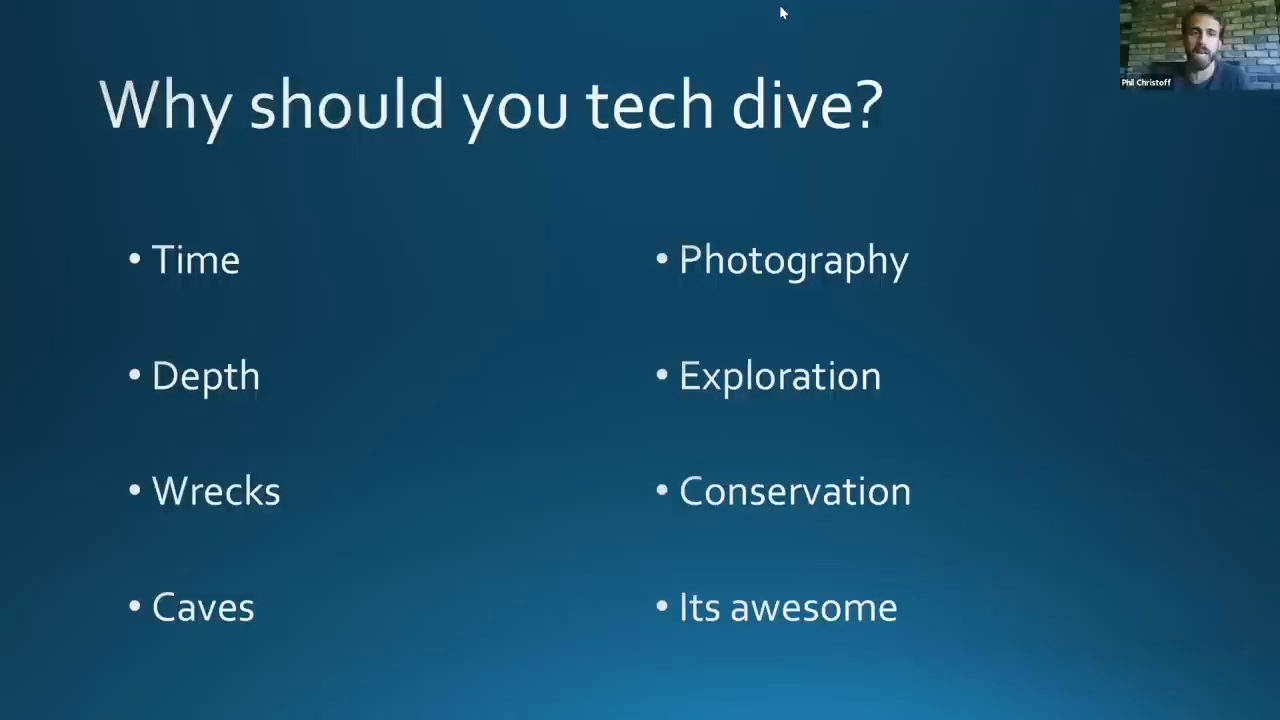 Phil Christoff
Why should you tech dive?
• Time
• Depth
• Wrecks
• Caves
• Photography
• Exploration
• Conservation
• Its awesome